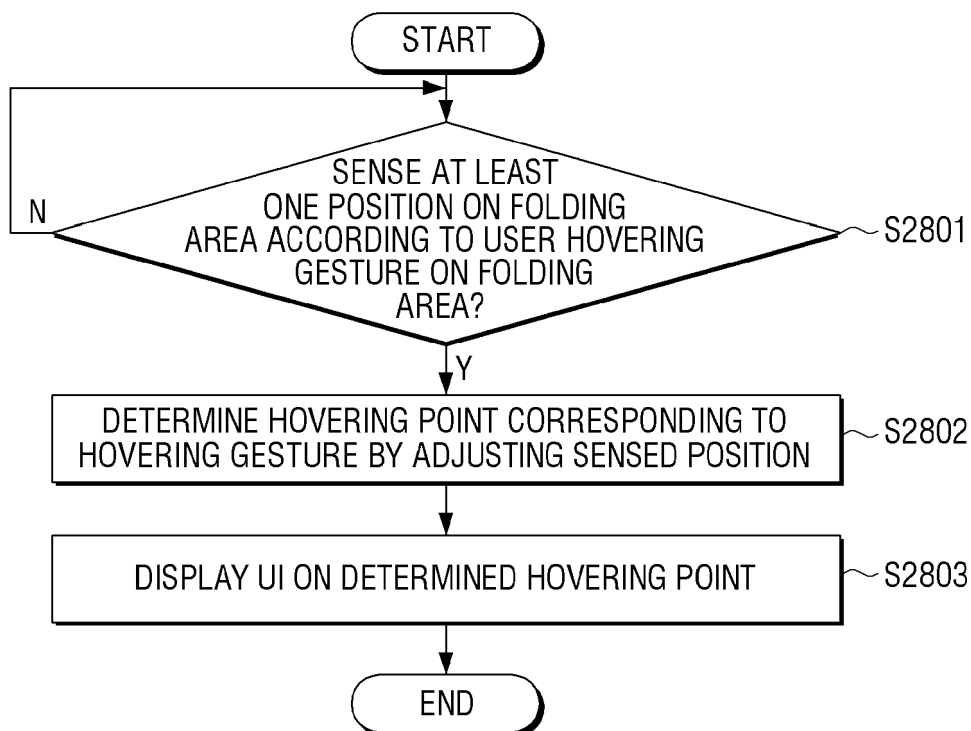 START
SENSE AT LEAST
ONE POSITION ON FOLDING
N
AREA ACCORDING TO USER HOVERING
S2801
GESTURE ON FOLDING
AREA?
Y
DETERMINE HOVERING POINT CORRESPONDING TO
HOVERING GESTURE BY ADJUSTING SENSED POSITION
S2802
DISPLAY UI ON DETERMINED HOVERING POINT
S2803
END